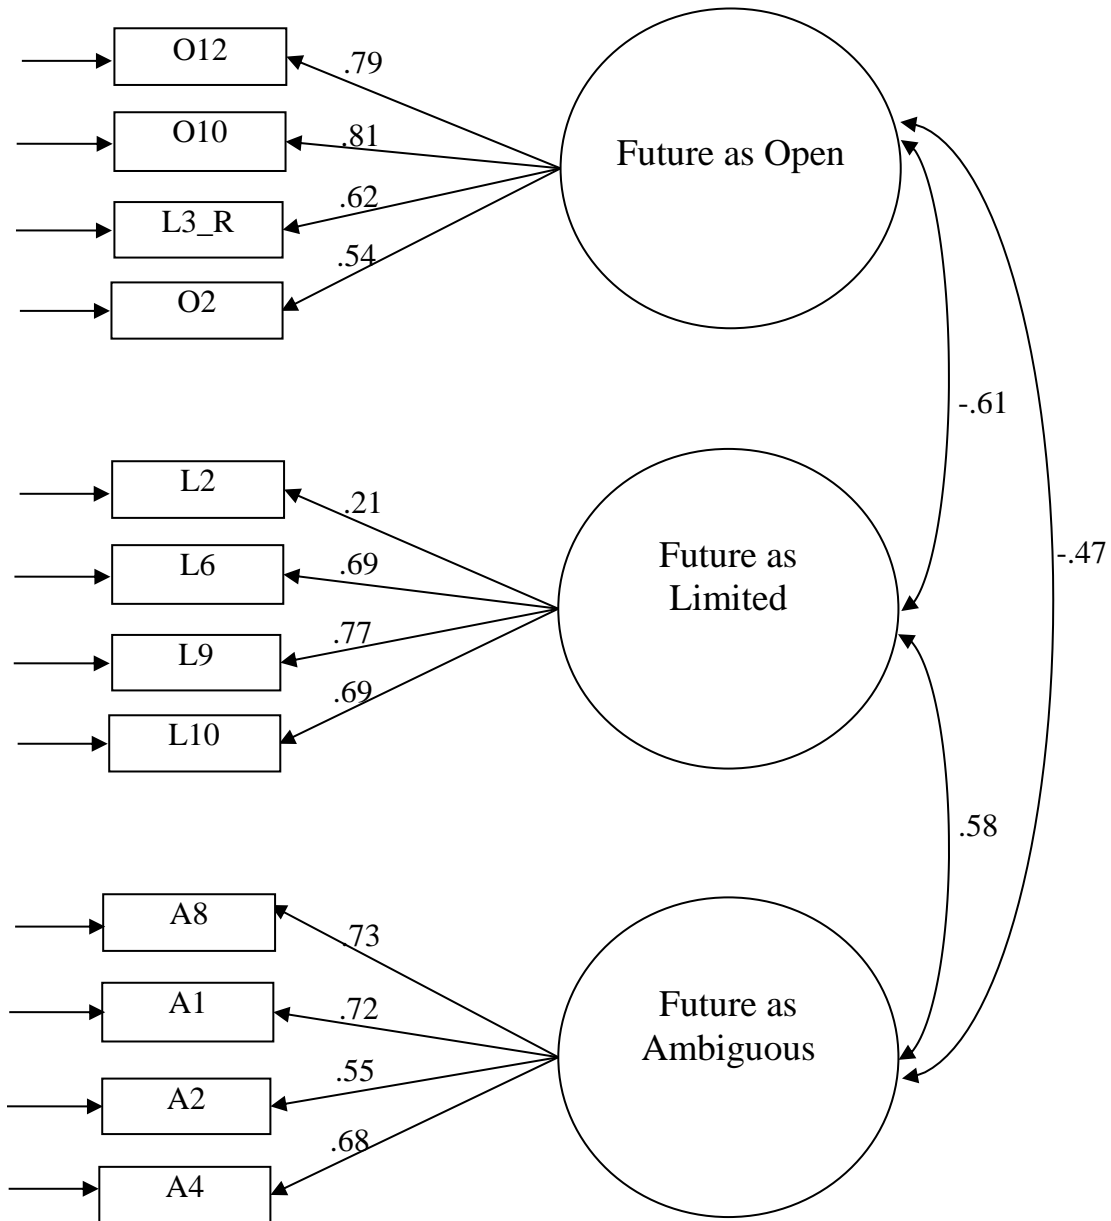 O12
.79
O10
.81
Future as Open
L3_R
.62
O2
.54
-.61
L2
.21
L6
.69
Future as
Limited
-.47
L9
.77
L10
.69
.58
A8
.73
A1
.72
Future as
Ambiguous
A2
.55
A4
.68